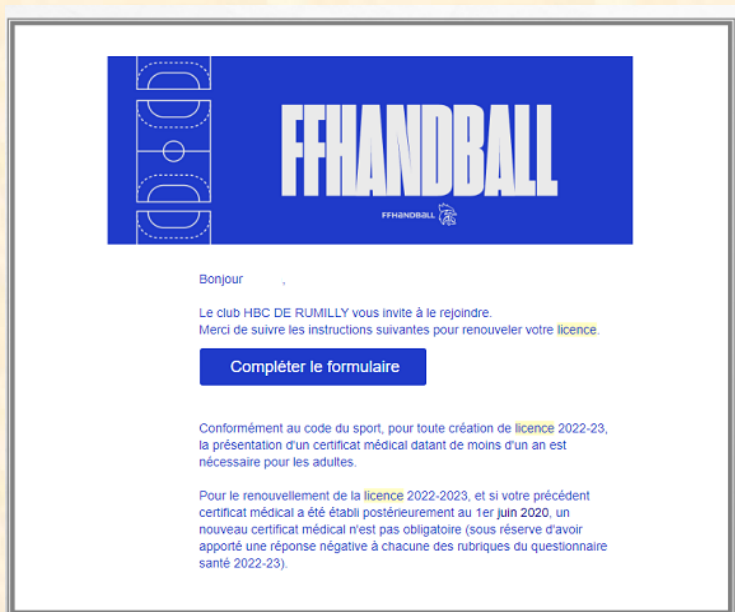 FFHANDBALL
FFHANDBALL
Bonjour ,
Le club HBC DE RUMILLY vous invite à le rejoindre.
Merci de suivre les instructions suivantes pour renouveler votre licence.
Compléter le formulaire
Conformément au code du sport, pour toute création de licence 2022-23,
la présentation d'un certificat médical datant de moins d'un an est
nécessaire pour les adultes.
Pour le renouvellement de la licence 2022-2023, et si votre précédent
certificat médical a été établi postérieurement au 1er juin 2020, un
nouveau certificat médical n'est pas obligatoire (sous réserve d'avoir
apporté une réponse négative à chacune des rubriques du questionnaire
santé 2022-23).